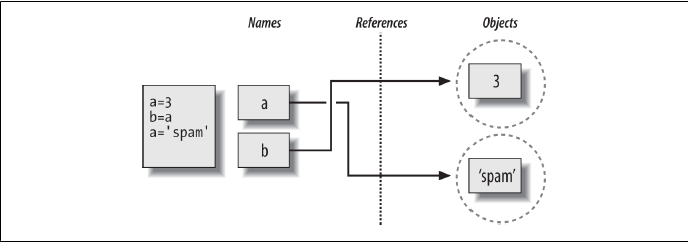 Names
References
Objects
a=3
b=a
a='spam'
a
b
3
'spam'